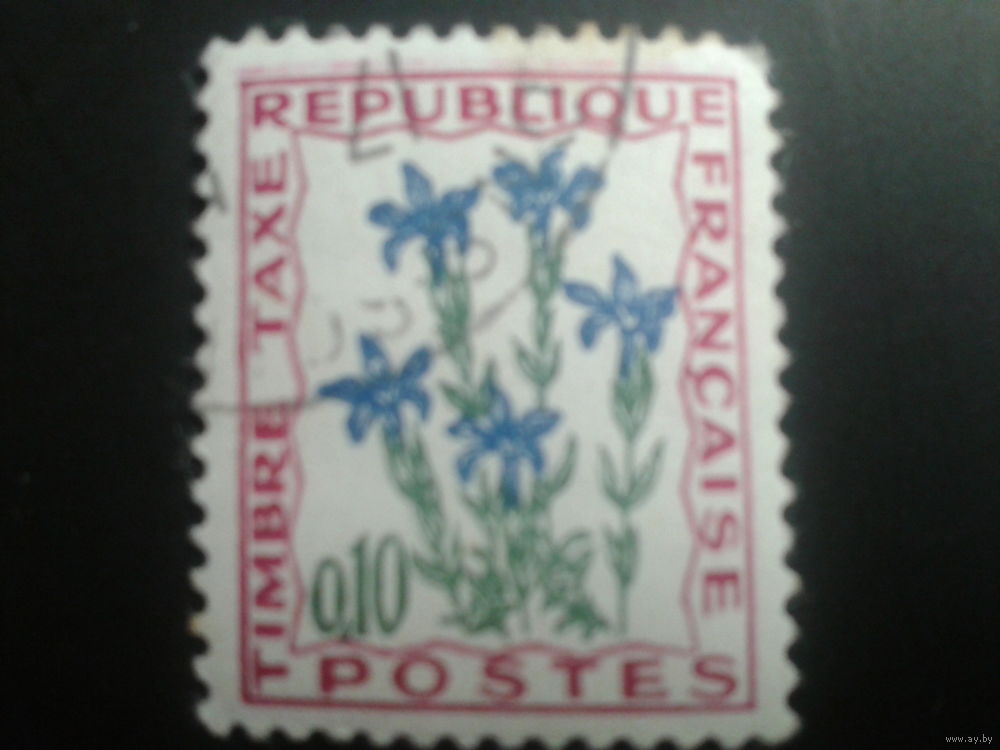 REPUBLIQUE
FRANÇAISE
TIMBRE TAXE
0,10
POSTES
www.ay.by